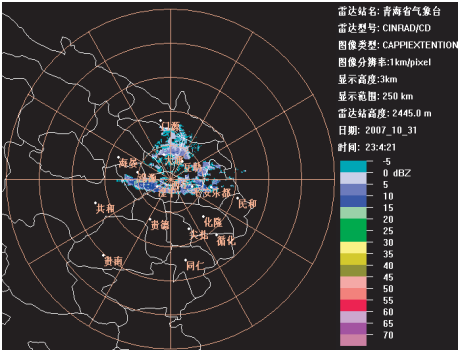 雷达站名: 青海省气象台
雷达型号: CINRAD/CD
图像类型: CAPPIEXTENTION
图像分辨率:1km/pixel
显示高度:3km
显示范围: 250 km
雷达站高度: 2445.0 m
日期: 2007_10_31
时间: 23:4:21
-5
0 dBZ
5
10
15
20
25
30
35
40
45
50
55
60
65
70
门源
海晏
乐都
民和
共和
贵德
化隆
循化
贵南
同仁